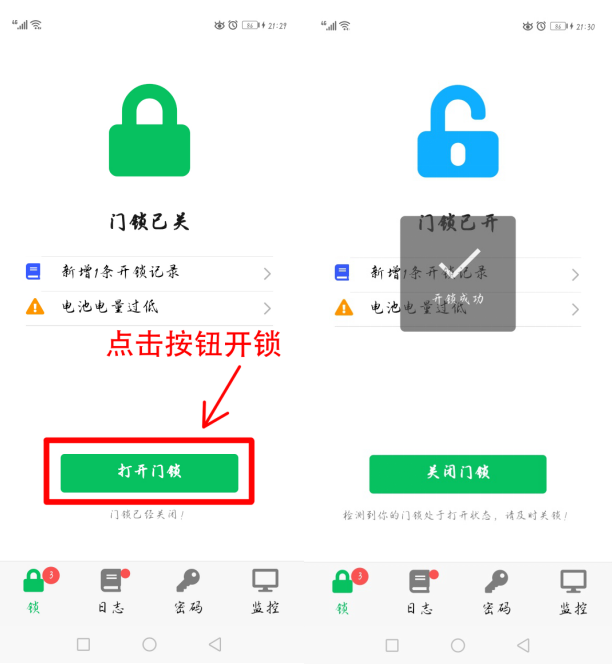 21:29
门锁已关
新增1条开锁记录
电池电量过低
点击按钮开锁
打开门锁
门锁已经关闭!
3
锁
日志
密码
监控
21:30
门锁已开
新增1条开锁记录
开锁成功
电池电量过低
关闭门锁
检测到你的门锁处于打开状态，请及时关锁!
3
锁
日志
密码
监控